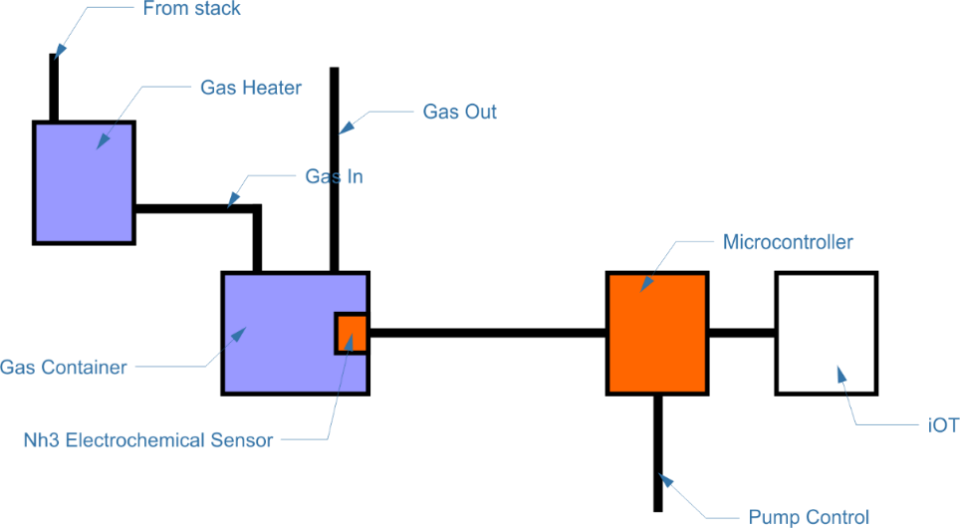 From stack
Gas Heater
Gas Out
Gas In
Microcontroller
Gas Container
Nh3 Electrochemical Sensor
iOT
Pump Control